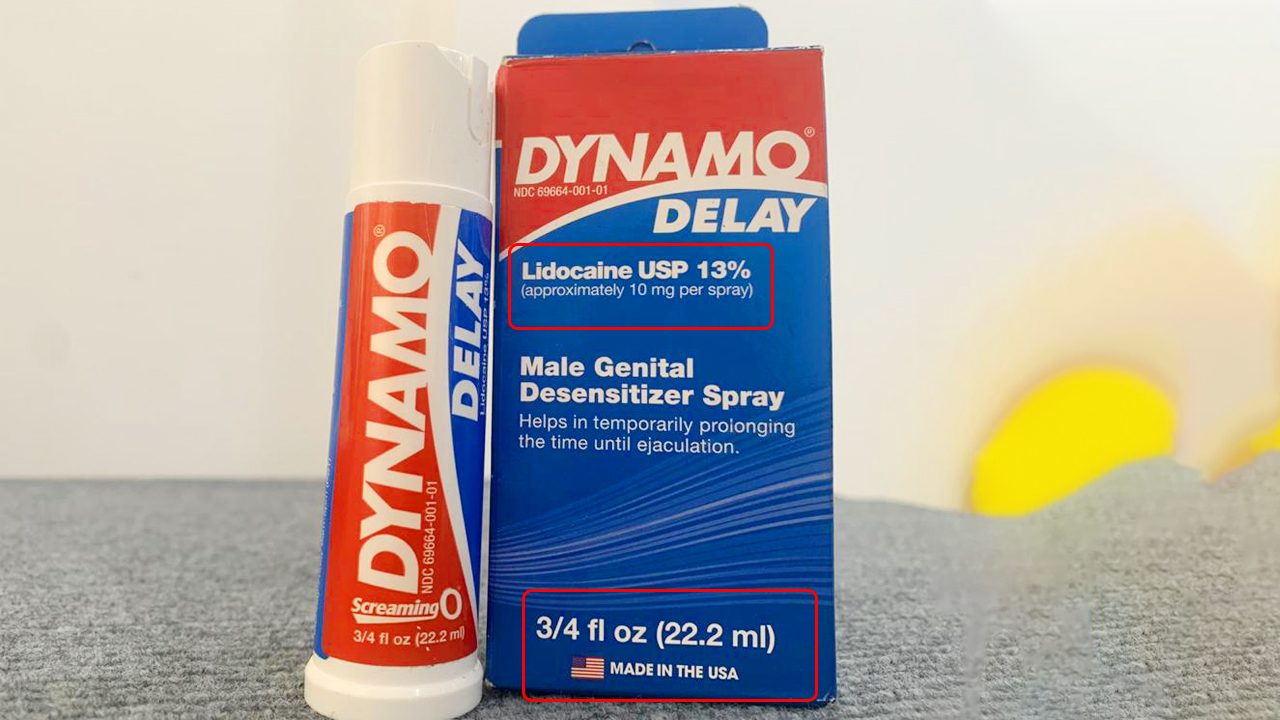 DYNAMO®
DELAY
Lidocaine USP 13%
NDC 69664-001-01
ScreamingO
3/4 fl oz (22.2 ml)
DYNAMO®
NDC 69664-001-01
DELAY
Lidocaine USP 13%
(approximately 10 mg per spray)
Male Genital
Desensitizer Spray
Helps in temporarily prolonging
the time until ejaculation.
3/4 fl oz (22.2 ml)
MADE IN THE USA